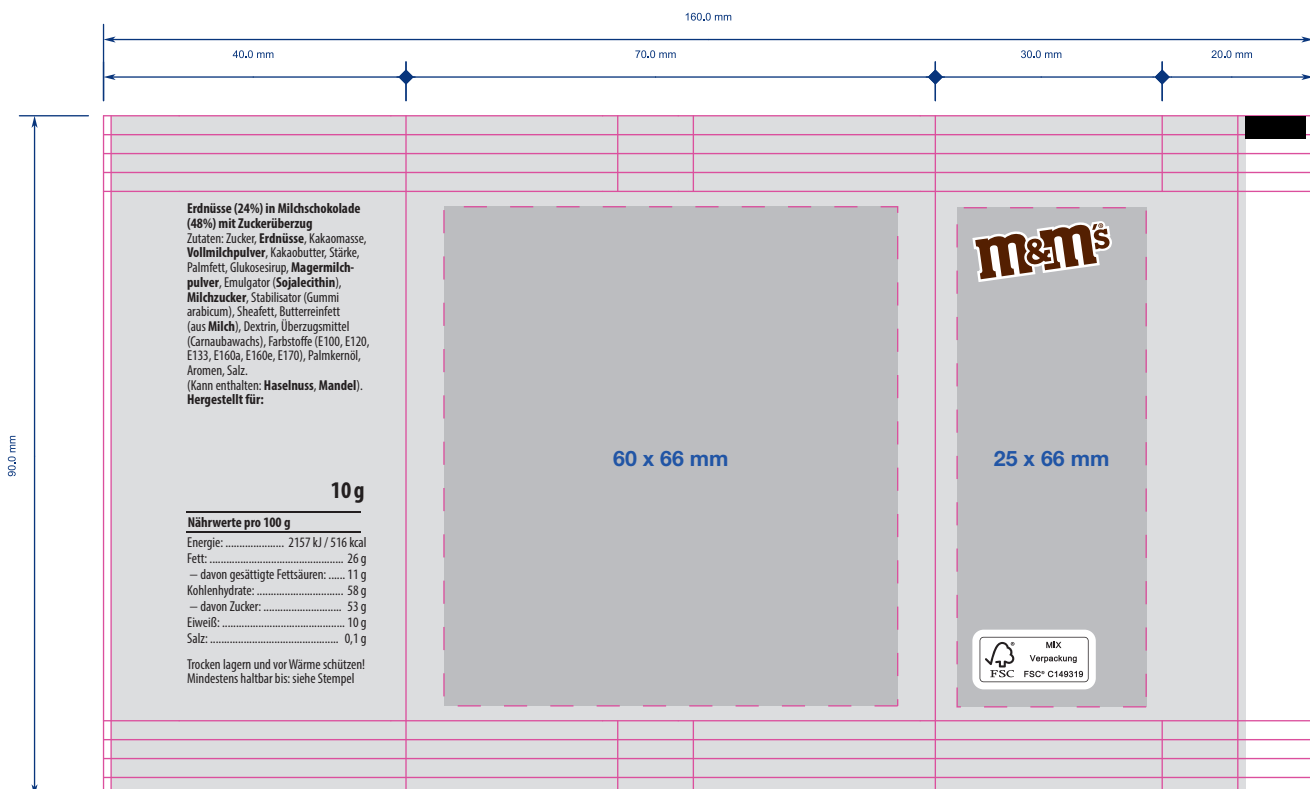 160.0 mm
40.0 mm
70.0 mm
30.0 mm
20.0 mm
90.0 mm
Erdnüsse (24%) in Milchschokolade
(48%) mit Zuckerüberzug
Zutaten: Zucker, Erdnüsse, Kakaomasse,
Vollmilchpulver, Kakaobutter, Stärke,
Palmfett, Glukosesirup, Magermilch-
pulver, Emulgator (Sojalecithin),
Milchzucker, Stabilisator (Gummi
arabicum), Sheafett, Butterreinfett
(aus Milch), Dextrin, Überzugsmittel
(Carnaubawachs), Farbstoffe (E100, E120,
E133, E160a, E160e, E170), Palmkernöl,
Aromen, Salz.
(Kann enthalten: Haselnuss, Mandel).
Hergestellt für:
10 g
Nährwerte pro 100 g
Energie: ..................... 2157 kJ / 516 kcal
Fett: ................................................ 26 g
– davon gesättigte Fettsäuren: ...... 11 g
Kohlenhydrate: ............................... 58 g
– davon Zucker: ............................ 53 g
Eiweiß: ............................................ 10 g
Salz: .............................................. 0,1 g
Trocken lagern und vor Wärme schützen!
Mindestens haltbar bis: siehe Stempel
60 x 66 mm
m&m's
25 x 66 mm
FSC
MIX
Verpackung
FSC® C149319